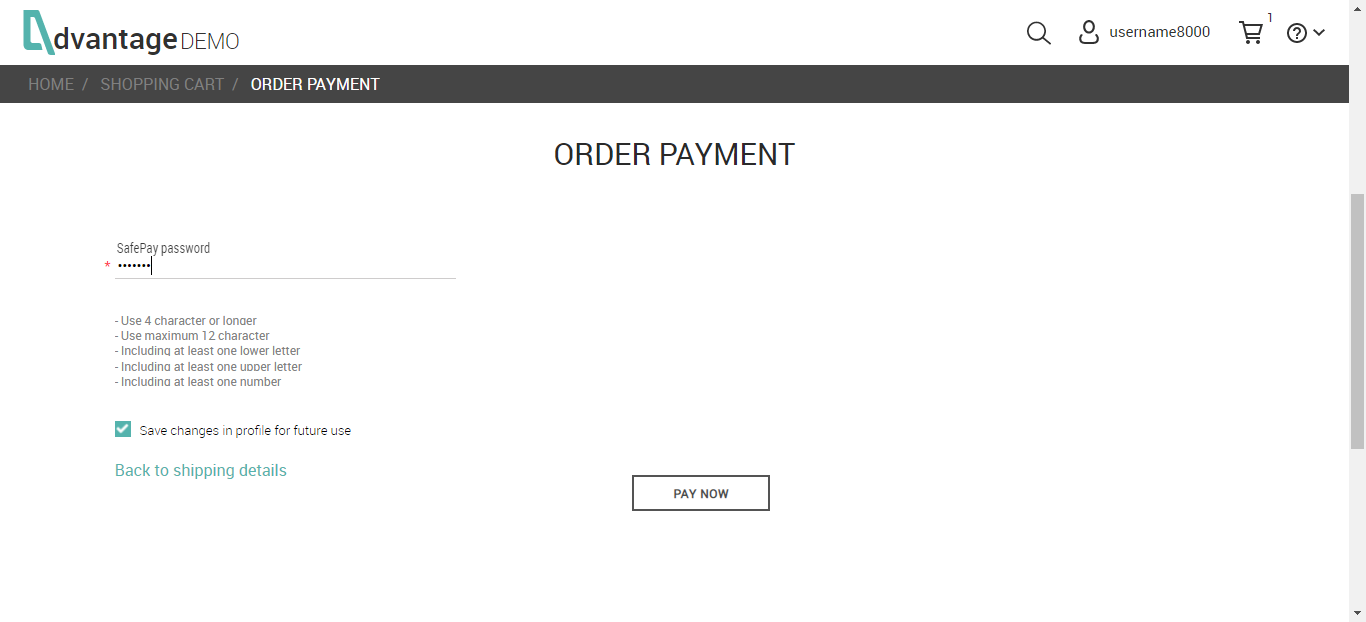 dvantage DEMO
username8000
1
HOME / SHOPPING CART / ORDER PAYMENT
ORDER PAYMENT
SafePay password
* •••••••
- Use 4 character or longer
- Use maximum 12 character
- Including at least one lower letter
- Including at least one upper letter
- Including at least one number
Save changes in profile for future use
Back to shipping details
PAY NOW